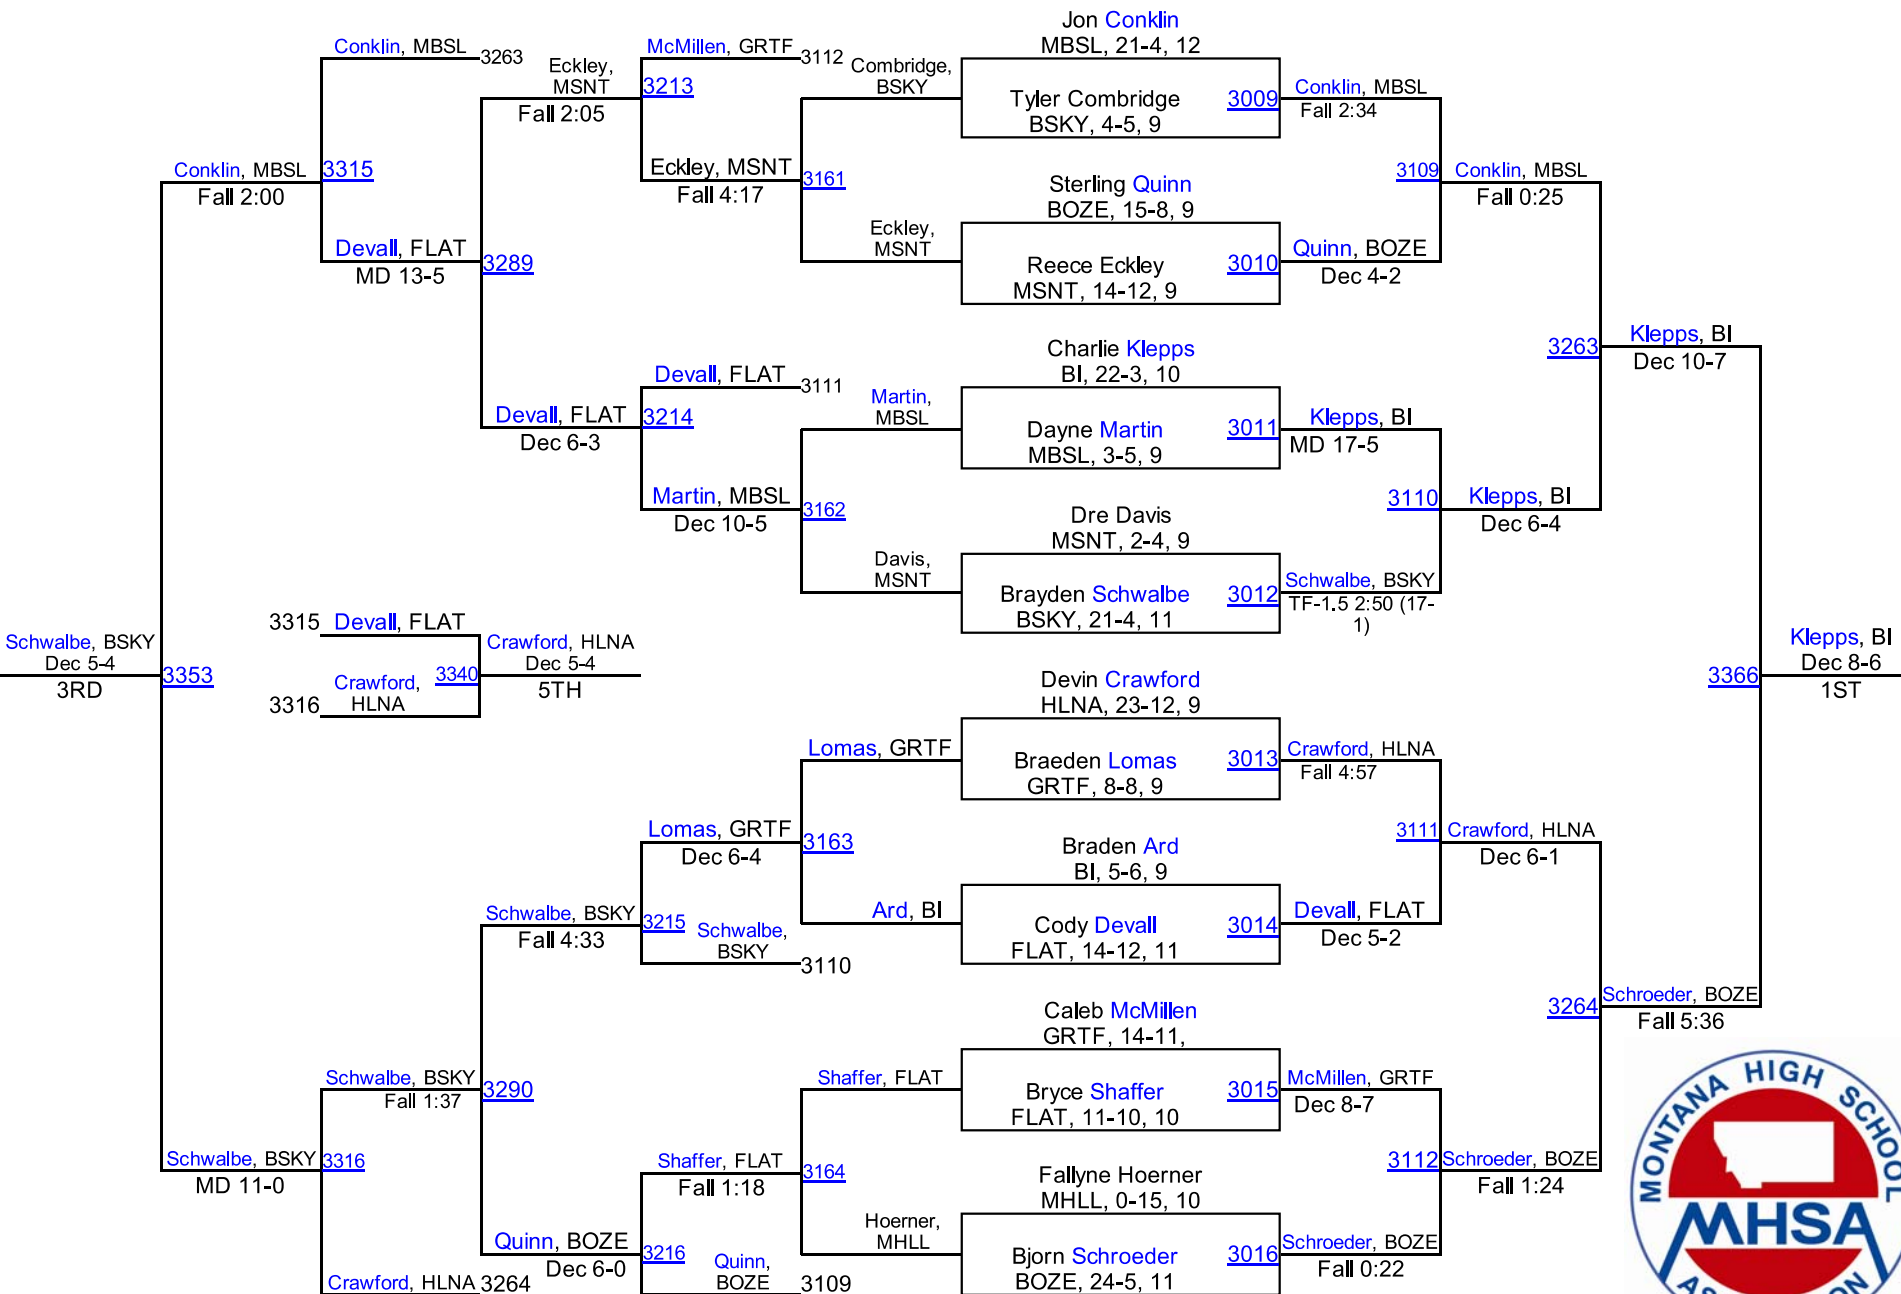 Jon Conklin
MBSL, 21-4, 12
Conklin, MBSL
3263
McMillen, GRTF
3112
Eckley,
MSNT
Fall 2:05
3213
Combridge,
BSKY
Tyler Combridge
BSKY, 4-5, 9
3009
Conklin, MBSL
Fall 2:34
Conklin, MBSL
Fall 2:00
3315
Eckley, MSNT
Fall 4:17
3161
Sterling Quinn
BOZE, 15-8, 9
3109
Conklin, MBSL
Fall 0:25
Devall, FLAT
MD 13-5
3289
Eckley,
MSNT
Reece Eckley
MSNT, 14-12, 9
3010
Quinn, BOZE
Dec 4-2
Charlie Klepps
BI, 22-3, 10
3263
Klepps, BI
Dec 10-7
Devall, FLAT
3111
Devall, FLAT
Dec 6-3
3214
Martin,
MBSL
Dayne Martin
MBSL, 3-5, 9
3011
Klepps, BI
MD 17-5
Martin, MBSL
Dec 10-5
3162
Dre Davis
MSNT, 2-4, 9
3110
Klepps, BI
Dec 6-4
Davis,
MSNT
Brayden Schwalbe
BSKY, 21-4, 11
3012
Schwalbe, BSKY
TF-1.5 2:50 (17-
1)
Schwalbe, BSKY
Dec 5-4
3RD
3353
3315
Devall, FLAT
3316
Crawford,
HLNA
3340
Crawford, HLNA
Dec 5-4
5TH
Devin Crawford
HLNA, 23-12, 9
3366
Klepps, BI
Dec 8-6
1ST
Lomas, GRTF
Braeden Lomas
GRTF, 8-8, 9
3013
Crawford, HLNA
Fall 4:57
Lomas, GRTF
Dec 6-4
3163
Braden Ard
BI, 5-6, 9
3111
Crawford, HLNA
Dec 6-1
Schwalbe, BSKY
Fall 4:33
3215
Schwalbe,
BSKY
3110
Ard, BI
Cody Devall
FLAT, 14-12, 11
3014
Devall, FLAT
Dec 5-2
Caleb McMillen
GRTF, 14-11,
3264
Schroeder, BOZE
Fall 5:36
Schwalbe, BSKY
Fall 1:37
3290
Shaffer, FLAT
Bryce Shaffer
FLAT, 11-10, 10
3015
McMillen, GRTF
Dec 8-7
Schwalbe, BSKY
MD 11-0
3316
Shaffer, FLAT
Fall 1:18
3164
Fallyne Hoerner
MHLL, 0-15, 10
3112
Schroeder, BOZE
Fall 1:24
Quinn, BOZE
Dec 6-0
3216
Quinn,
BOZE
3109
Hoerner,
MHLL
Bjorn Schroeder
BOZE, 24-5, 11
3016
Schroeder, BOZE
Fall 0:22
Crawford, HLNA
3264
MONTANA HIGH SCHOOL
MHSA